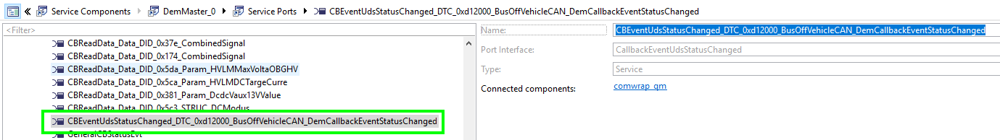 « Service Components DemMaster_0 Service Ports CBEventUdsStatusChanged_DTC_0xd12000_BusOffVehicleCAN_DemCallbackEventStatusChanged
<Filter>
CBReadData_Data_DID_0x37e_CombinedSignal
CBReadData_Data_DID_0x174_CombinedSignal
CBReadData_Data_DID_0x5da_Param_HVLMMaxVoltaOBGHV
CBReadData_Data_DID_0x5ca_Param_HVLMDCTargeCurre
CBReadData_Data_DID_0x381_Param_DcdcVaux13VValue
CBReadData_Data_DID_0x5c3_STRUC_DCModus
CBEventUdsStatusChanged_DTC_0xd12000_BusOffVehicleCAN_DemCallbackEventStatusChanged
GeneralCBStatusEvt
Name: CBEventUdsStatusChanged_DTC_0xd12000_BusOffVehicleCAN_DemCallbackEventStatusChanged
Port Interface: CallbackEventUdsStatusChanged
Type: Service
Connected components: comwrap_qm